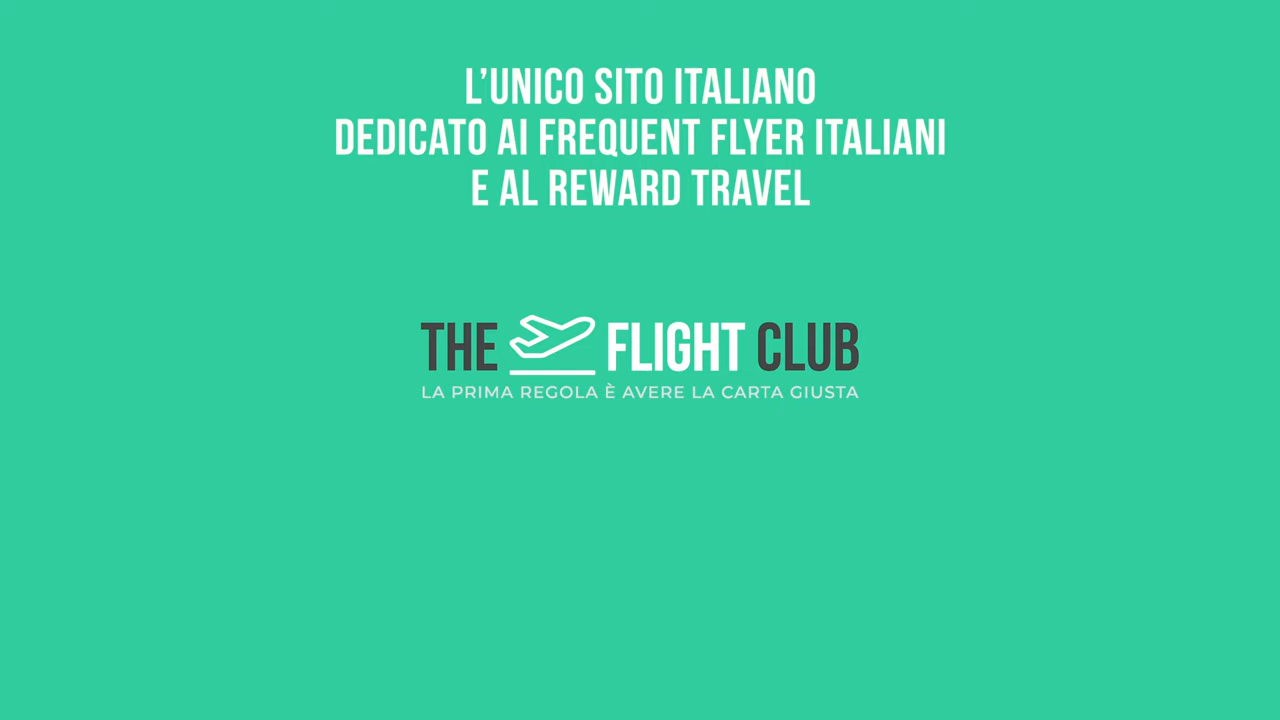 L'UNICO SITO ITALIANO
DEDICATO AI FREQUENT FLYER ITALIANI
E AL REWARD TRAVEL
THE FLIGHT CLUB
LA PRIMA REGOLA È AVERE LA CARTA GIUSTA